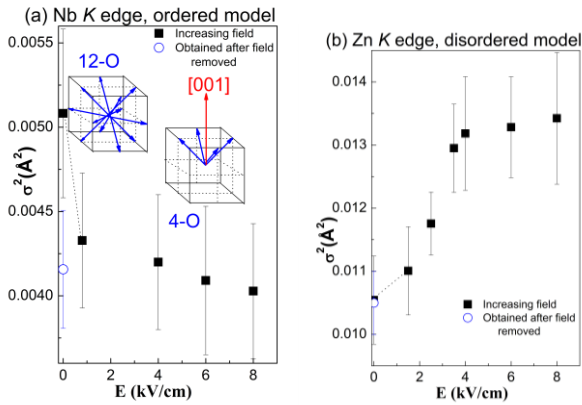 (a) Nb K edge, ordered model
0.0055
0.0050
0.0045
0.0040
σ²(Å²)
Increasing field
Obtained after field
removed
12-O
[001]
4-O
0 2 4 6 8
E (kV/cm)
(b) Zn K edge, disordered model
0.014
0.013
0.012
0.011
0.010
σ²(Å²)
Increasing field
Obtained after field
removed
0 2 4 6 8
E (kV/cm)